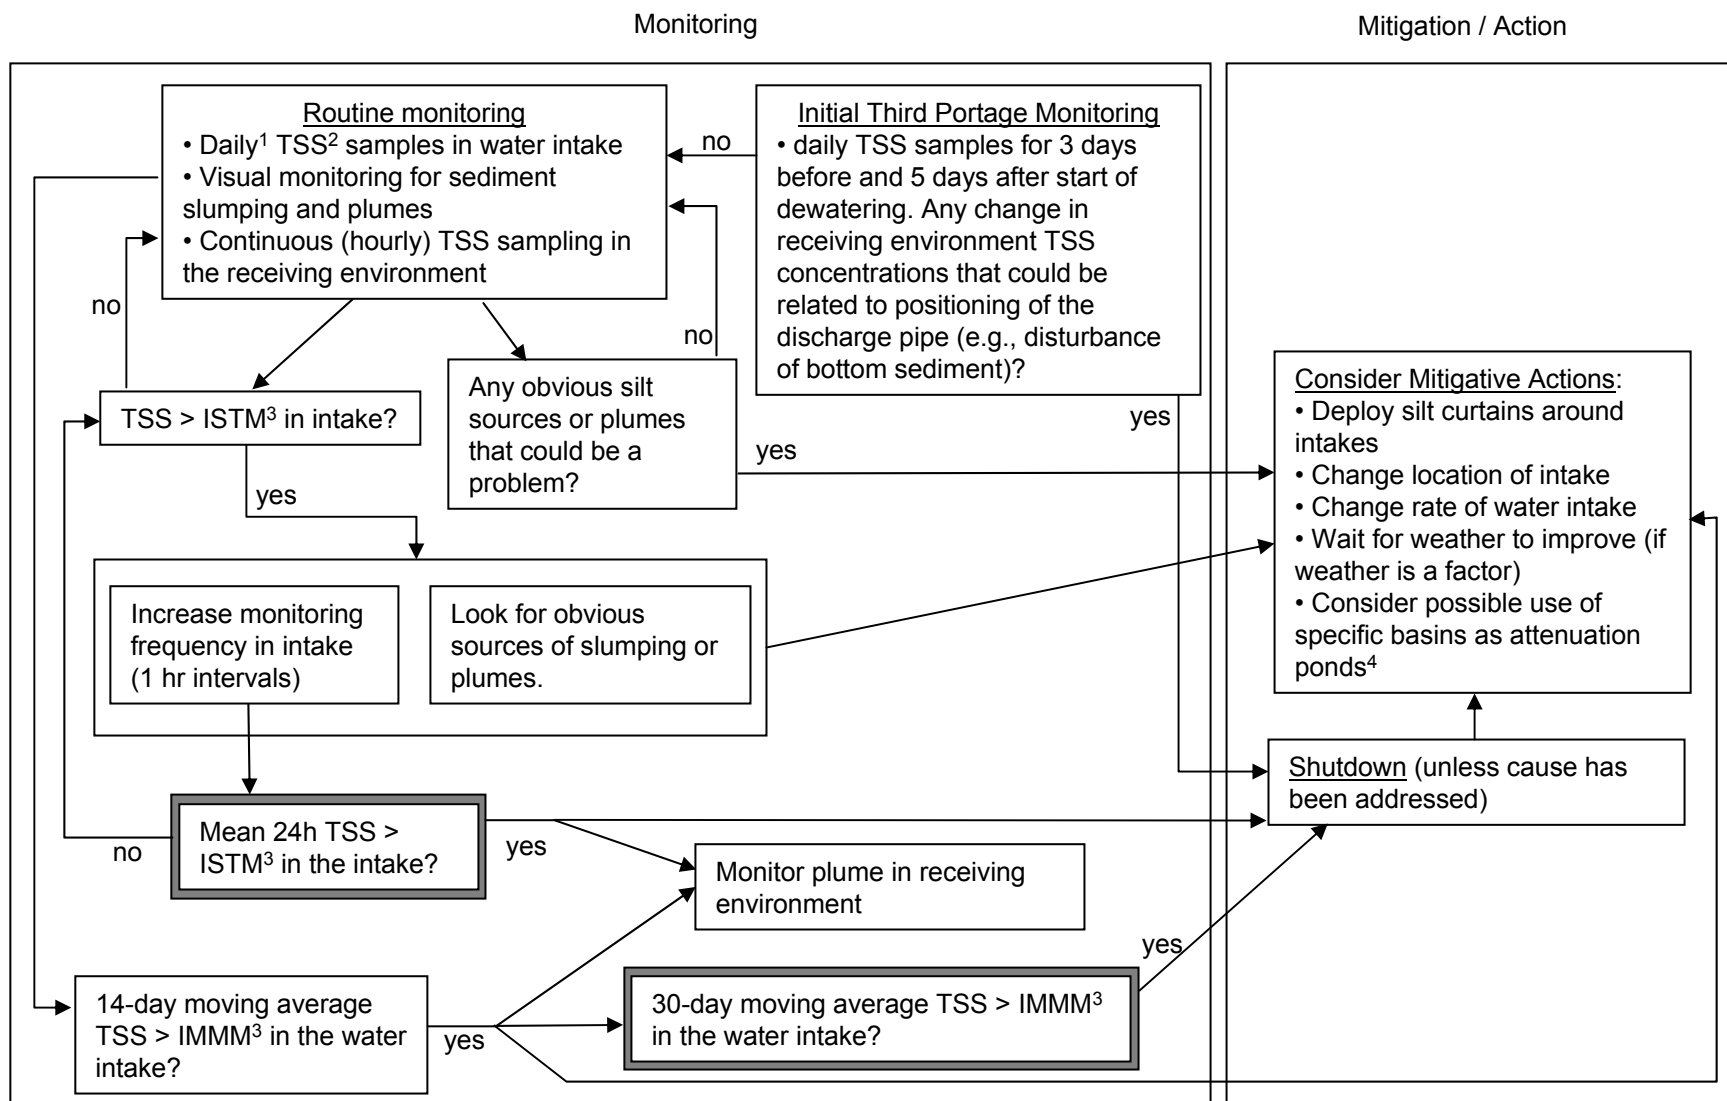 Monitoring
Mitigation / Action
Routine monitoring
• Daily¹ TSS² samples in water intake
• Visual monitoring for sediment
slumping and plumes
• Continuous (hourly) TSS sampling in
the receiving environment
no
Initial Third Portage Monitoring
• daily TSS samples for 3 days
before and 5 days after start of
dewatering. Any change in
receiving environment TSS
concentrations that could be
related to positioning of the
discharge pipe (e.g., disturbance
of bottom sediment)?
no
no
yes
TSS > ISTM³ in intake?
yes
Any obvious silt
sources or plumes
that could be a
problem?
yes
Consider Mitigative Actions:
• Deploy silt curtains around
intakes
• Change location of intake
• Change rate of water intake
• Wait for weather to improve (if
weather is a factor)
• Consider possible use of
specific basins as attenuation
ponds⁴
Increase monitoring
frequency in intake
(1 hr intervals)
Look for obvious
sources of slumping or
plumes.
Shutdown (unless cause has
been addressed)
no
Mean 24h TSS >
ISTM³ in the intake?
yes
Monitor plume in receiving
environment
14-day moving average
TSS > IMMM³ in the water
intake?
yes
30-day moving average TSS > IMMM³
in the water intake?
yes